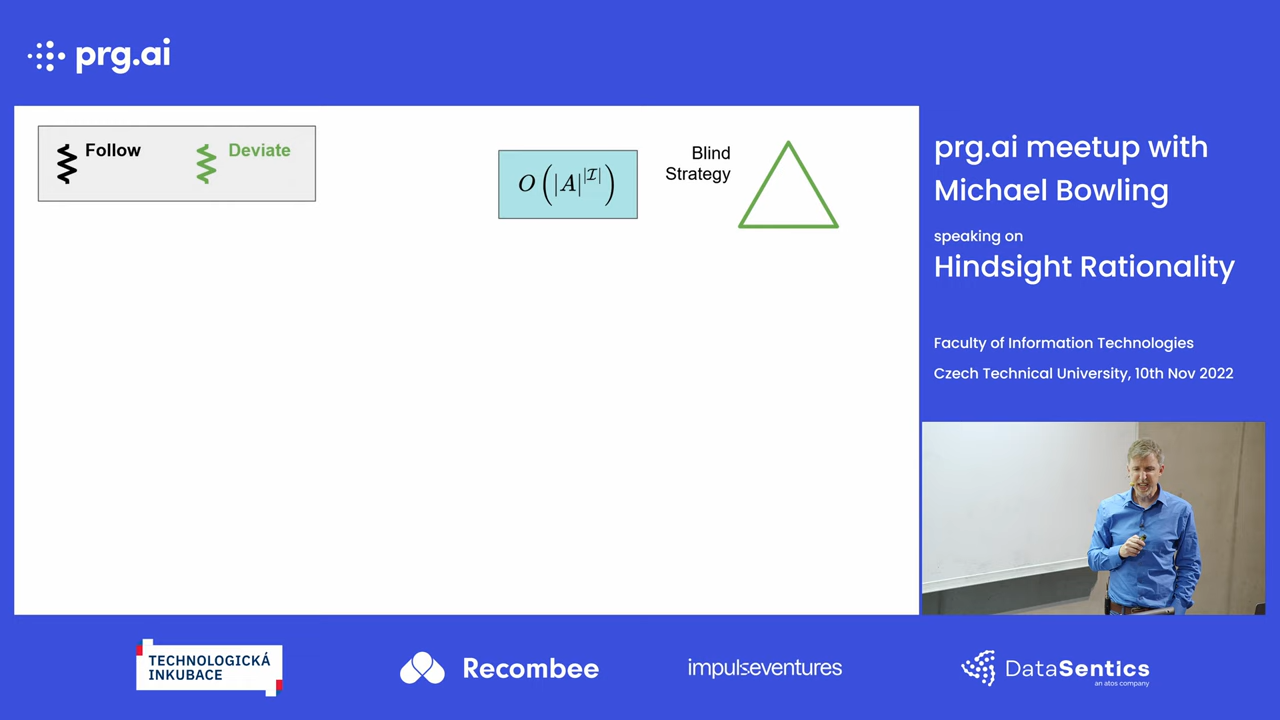 prg.ai
Follow
Deviate
O(|A|^{|\mathcal{I}|})
Blind
Strategy
prg.ai meetup with
Michael Bowling
speaking on
Hindsight Rationality
Faculty of Information Technologies
Czech Technical University, 10th Nov 2022
TECHNOLOGICKÁ
INKUBACE
Recombee
impulseventures
DataSentics
an atos company